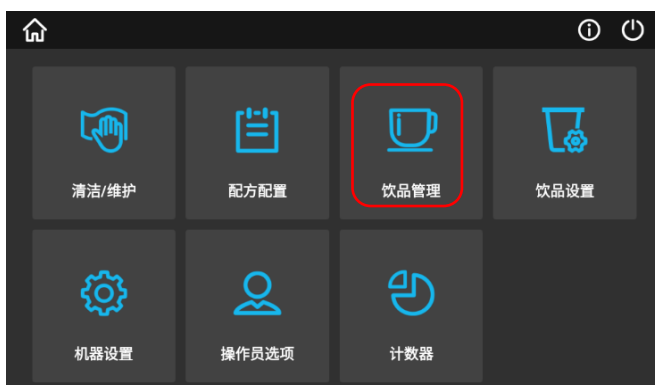 清洁/维护
配方配置
饮品管理
饮品设置
机器设置
操作员选项
计数器